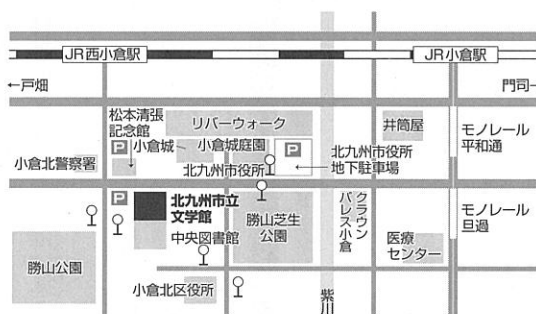 JR西小倉駅
JR小倉駅
←戸畑
門司
松本清張
記念館
リバーウォーク
井筒屋
モノレール
平和通
P
小倉城
小倉城庭園
P
小倉北警察署
北九州市役所
北九州市役所
地下駐車場
P
北九州市立
文学館
中央図書館
勝山芝生
公園
クラウン
パレス小倉
モノレール
旦過
医療
センター
勝山公園
小倉北区役所
紫川